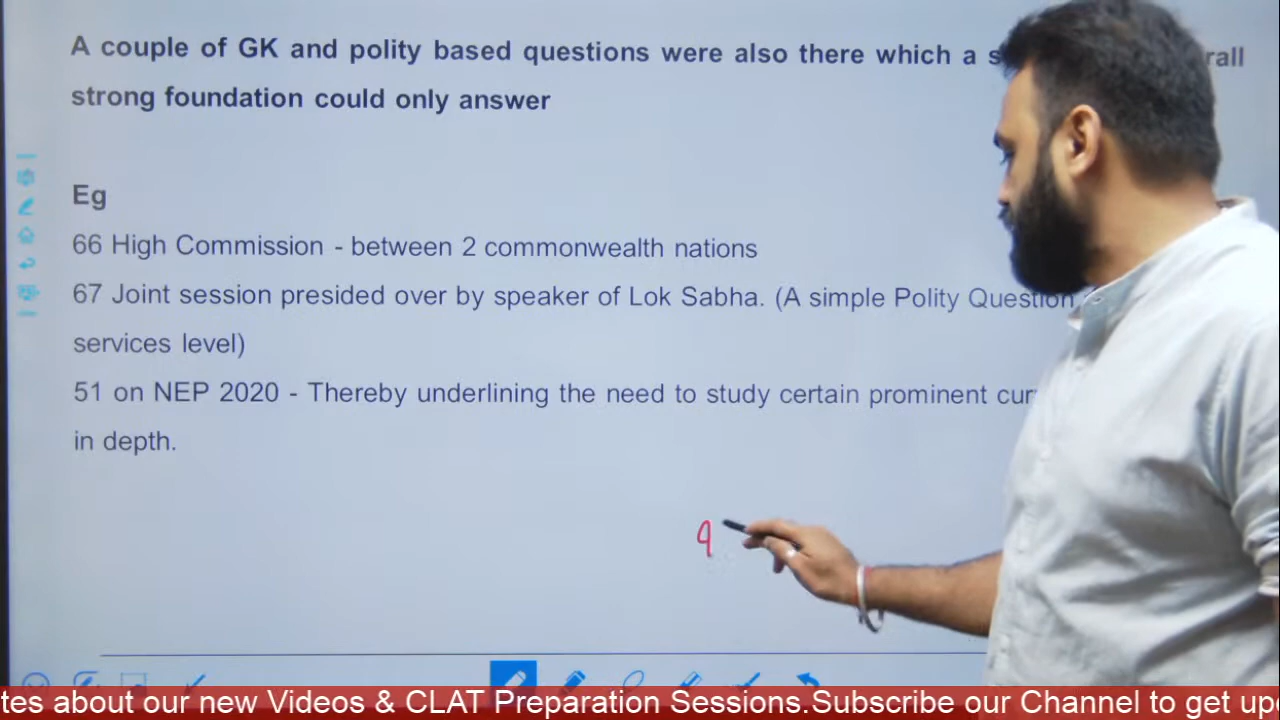 A couple of GK and polity based questions were also there which a
strong foundation could only answer
Eg
66 High Commission - between 2 commonwealth nations
67 Joint session presided over by speaker of Lok Sabha. (A simple Polity Question
services level)
51 on NEP 2020 - Thereby underlining the need to study certain prominent
in depth.
9
about our new Videos & CLAT Preparation Sessions.Subscribe our Channel to get